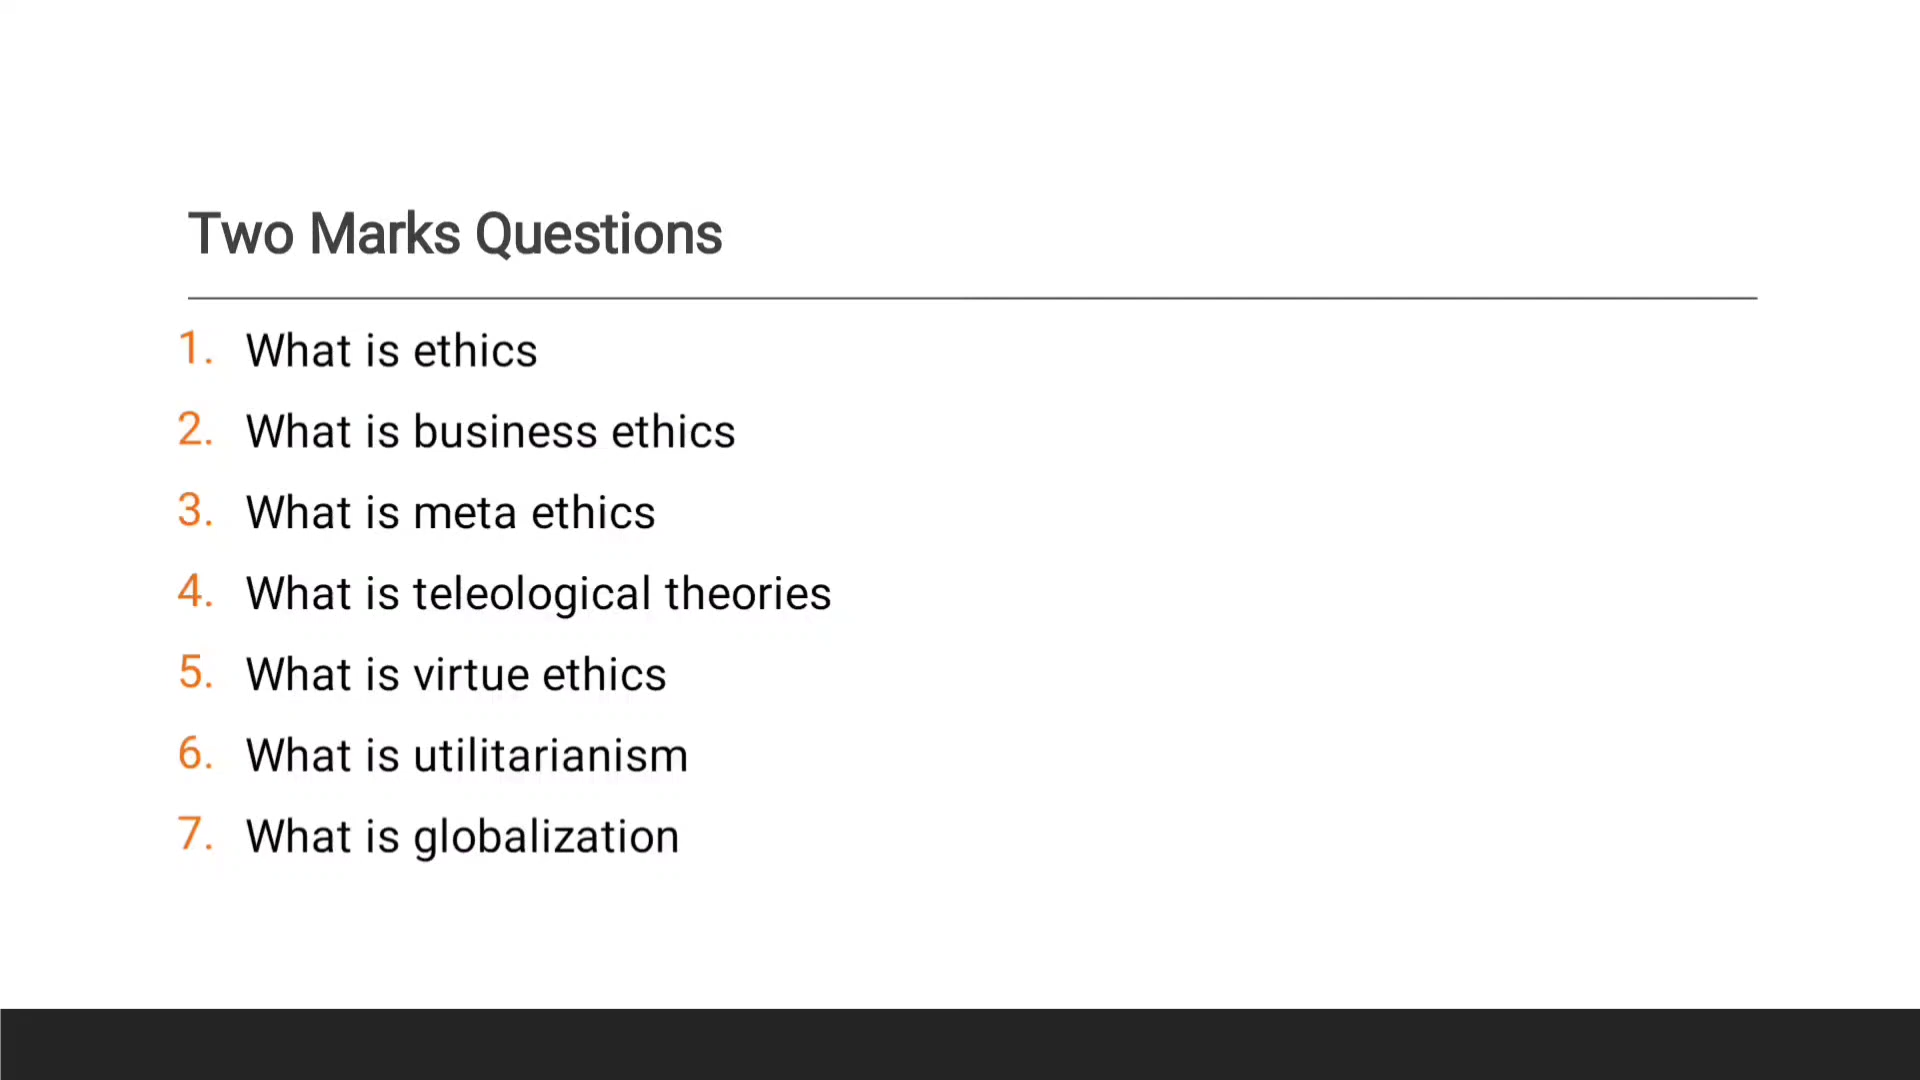 Two Marks Questions
1. What is ethics
2. What is business ethics
3. What is meta ethics
4. What is teleological theories
5. What is virtue ethics
6. What is utilitarianism
7. What is globalization